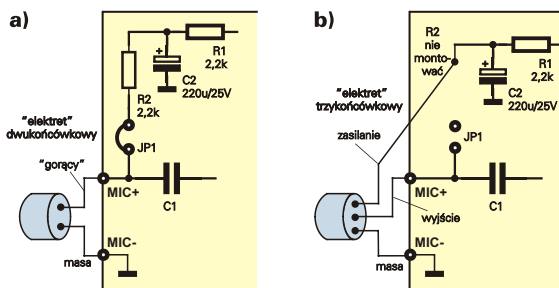 a)
R1
2,2k
+
C2
220u/25V
R2
2,2k
"elektret"
dwukońcówkowy
JP1
"gorący"
MIC+
C1
MIC-
masa
b)
R2
nie
monto-
wać
R1
2,2k
+
C2
220u/25V
"elektret"
trzykońcówkowy
zasilanie
JP1
MIC+
C1
wyjście
MIC-
masa